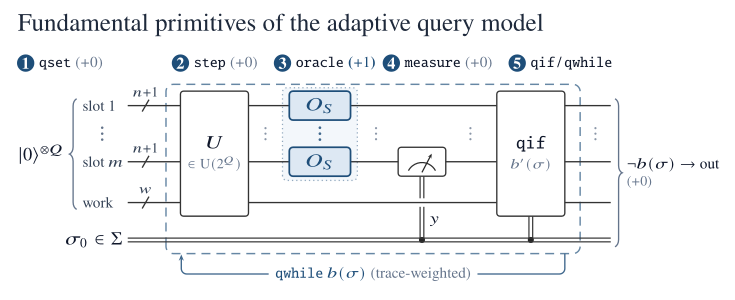 Fundamental primitives of the adaptive query model
1 qset (+0) 2 step (+0) 3 oracle (+1) 4 measure (+0) 5 qif/qwhile
n+1
slot 1
O_S
|0⟩^{⊗Q}
⋮ ⋮ ⋮ ⋮ ⋮ ⋮
U
∈ U(2^Q)
qif
b′(σ)
n+1
slot m
O_S
¬b(σ) → out
(+0)
w
work
y
σ₀ ∈ Σ
qwhile b(σ) (trace-weighted)